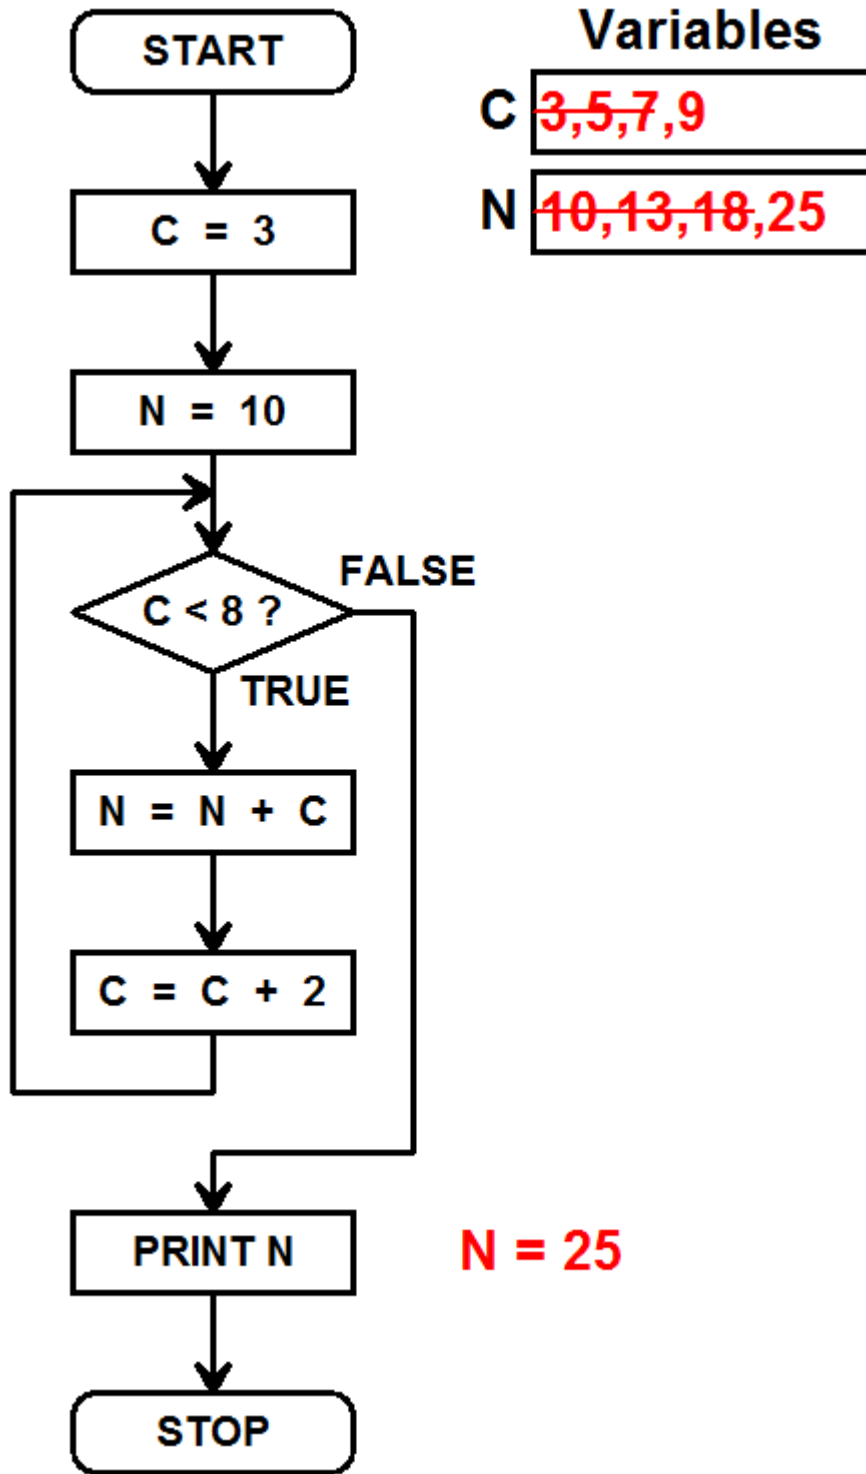 START
Variables
C 3,5,7,9
C = 3
N 10,13,18,25
N = 10
FALSE
C < 8 ?
TRUE
N = N + C
C = C + 2
PRINT N
N = 25
STOP